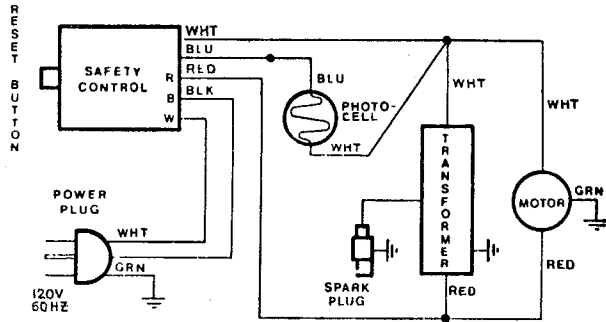 RESET BUTTON
WHT
BLU
RED
BLK
SAFETY
CONTROL
R
B
W
BLU
PHOTO-
CELL
WHT
WHT
WHT
TRANSFORMER
MOTOR
GRN
POWER
PLUG
WHT
GRN
120V
60HZ
SPARK
PLUG
RED
RED